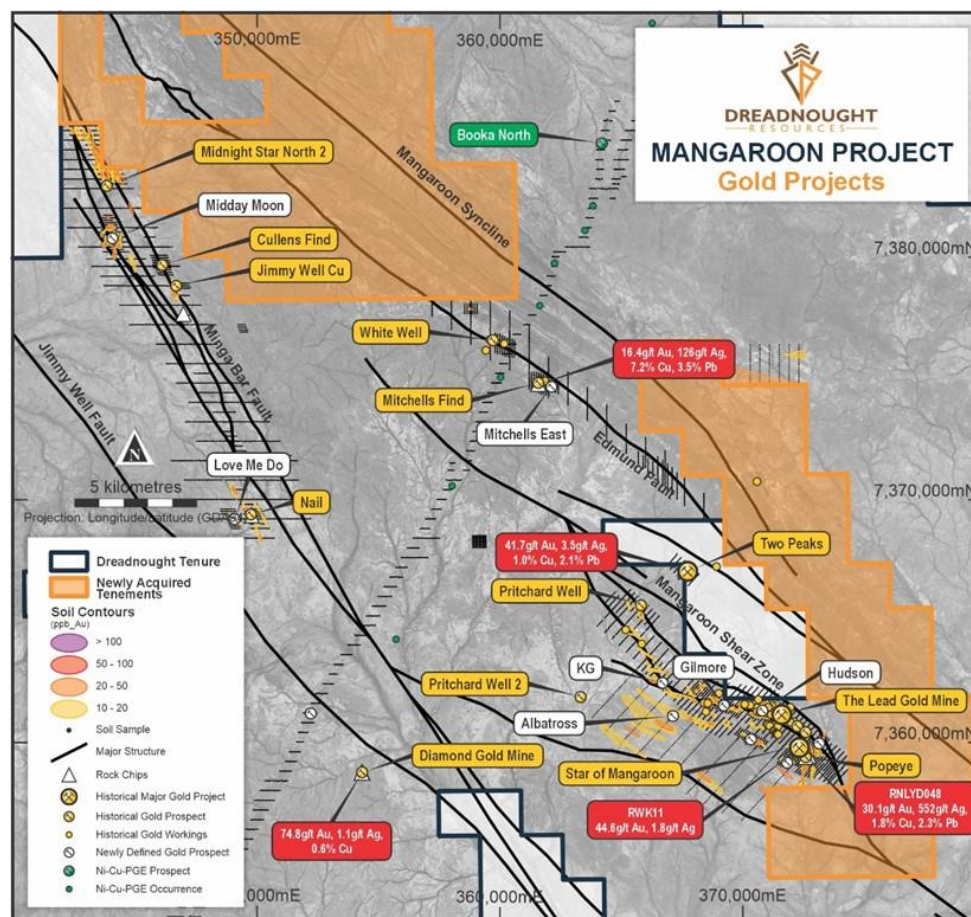 350,000mE
360,000mE
DREADNOUGHT
RESOURCES
MANGAROON PROJECT
Gold Projects
Booka North
Midnight Star North 2
Mangaroon Syncline
Midday Moon
Cullens Find
7,380,000mN
Jimmy Well Cu
White Well
Mingar Bar Fault
Jimmy Well Fault
16.4g/t Au, 126g/t Ag,
7.2% Cu, 3.5% Pb
Mitchells Find
Mitchells East
Edmund Fault
N
Love Me Do
5 kilometres
Nail
7,370,000mN
Projection: Longitude/Latitude
41.7g/t Au, 3.5g/t Ag,
1.0% Cu, 2.1% Pb
Two Peaks
Pritchard Well
Mangaroon Shear Zone
KG
Gilmore
Hudson
Pritchard Well 2
The Lead Gold Mine
Albatross
7,360,000mN
Diamond Gold Mine
Star of Mangaroon
Popeye
RNLYD048
30.1g/t Au, 552g/t Ag,
1.8% Cu, 2.3% Pb
RWK11
44.6g/t Au, 1.8g/t Ag
74.8g/t Au, 1.1g/t Ag,
0.6% Cu
Dreadnought Tenure
Newly Acquired
Tenements
Soil Contours
(ppb_Au)
> 100
50 - 100
20 - 50
10 - 20
Soil Sample
Major Structure
Rock Chips
Historical Major Gold Project
Historical Gold Prospect
Historical Gold Workings
Newly Defined Gold Prospect
Ni-Cu-PGE Prospect
Ni-Cu-PGE Occurrence
,000mE
360,000mE
370,000mE